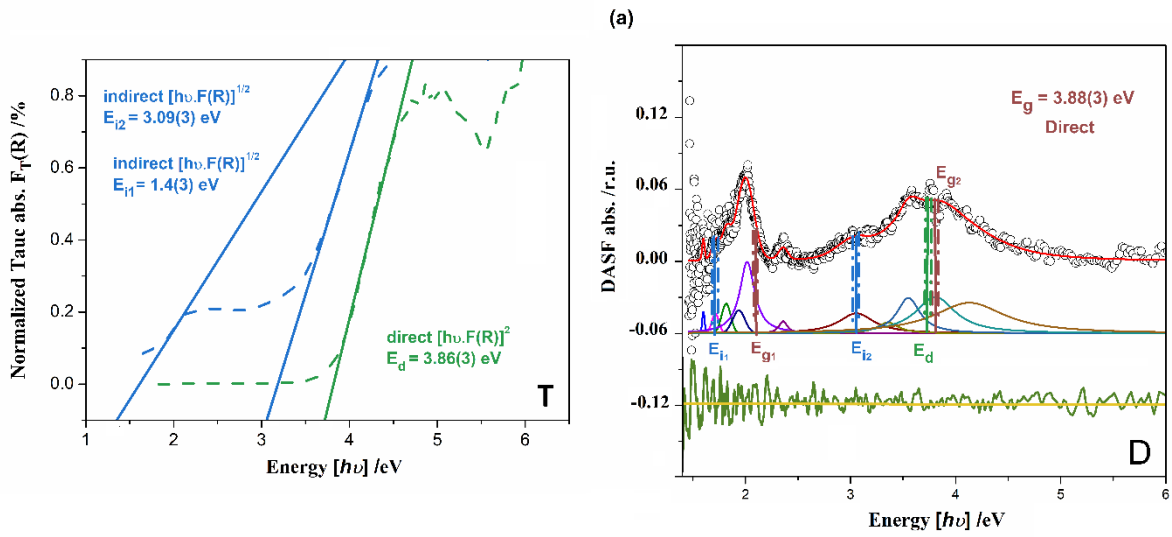 (a)
indirect [hυ.F(R)]^1/2
E_i2 = 3.09(3) eV
indirect [hυ.F(R)]^1/2
E_i1 = 1.4(3) eV
direct [hυ.F(R)]^2
E_d = 3.86(3) eV
T
Normalized Tauc abs. F_T(R) /%
0.8
0.6
0.4
0.2
0.0
1 2 3 4 5 6
Energy [hυ] /eV
E_g = 3.88(3) eV
Direct
E_g2
E_i1
E_g1
E_i2
E_d
D
DASF abs. /r.u.
0.12
0.06
0.00
-0.06
-0.12
2 3 4 5 6
Energy [hυ] /eV